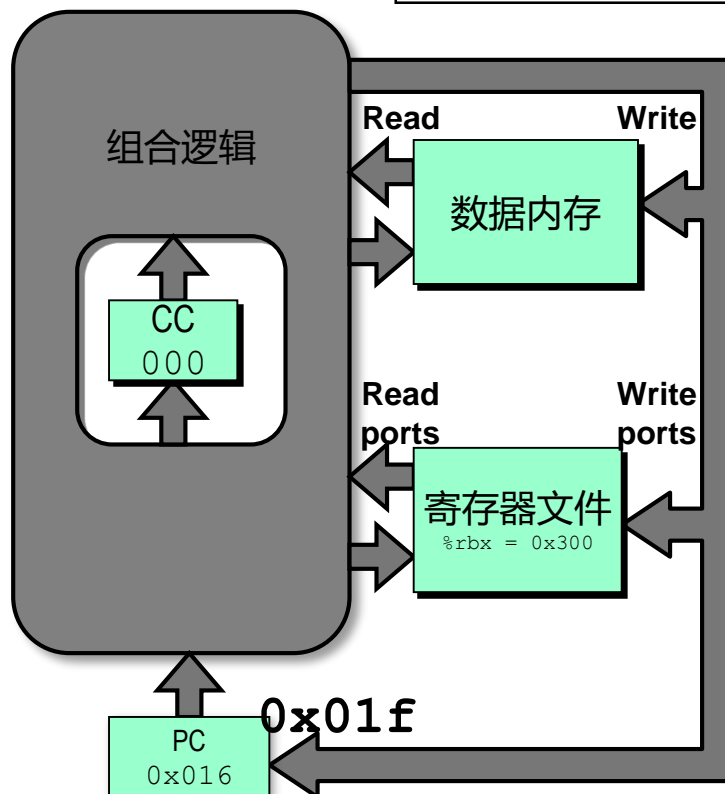 组合逻辑
Read
Write
数据内存
CC
000
Read
ports
Write
ports
寄存器文件
%rbx = 0x300
0x01f
PC
0x016